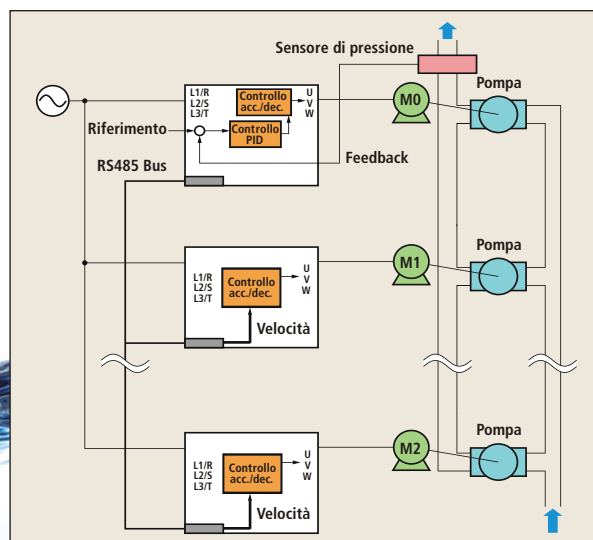 Sensore di pressione
Pompa
L1/R
L2/S
L3/T
Controllo
acc./dec.
U
V
W
M0
Riferimento
Controllo
PID
Feedback
RS485 Bus
Pompa
L1/R
L2/S
L3/T
Controllo
acc./dec.
U
V
W
M1
Velocità
Pompa
L1/R
L2/S
L3/T
Controllo
acc./dec.
U
V
W
M2
Velocità